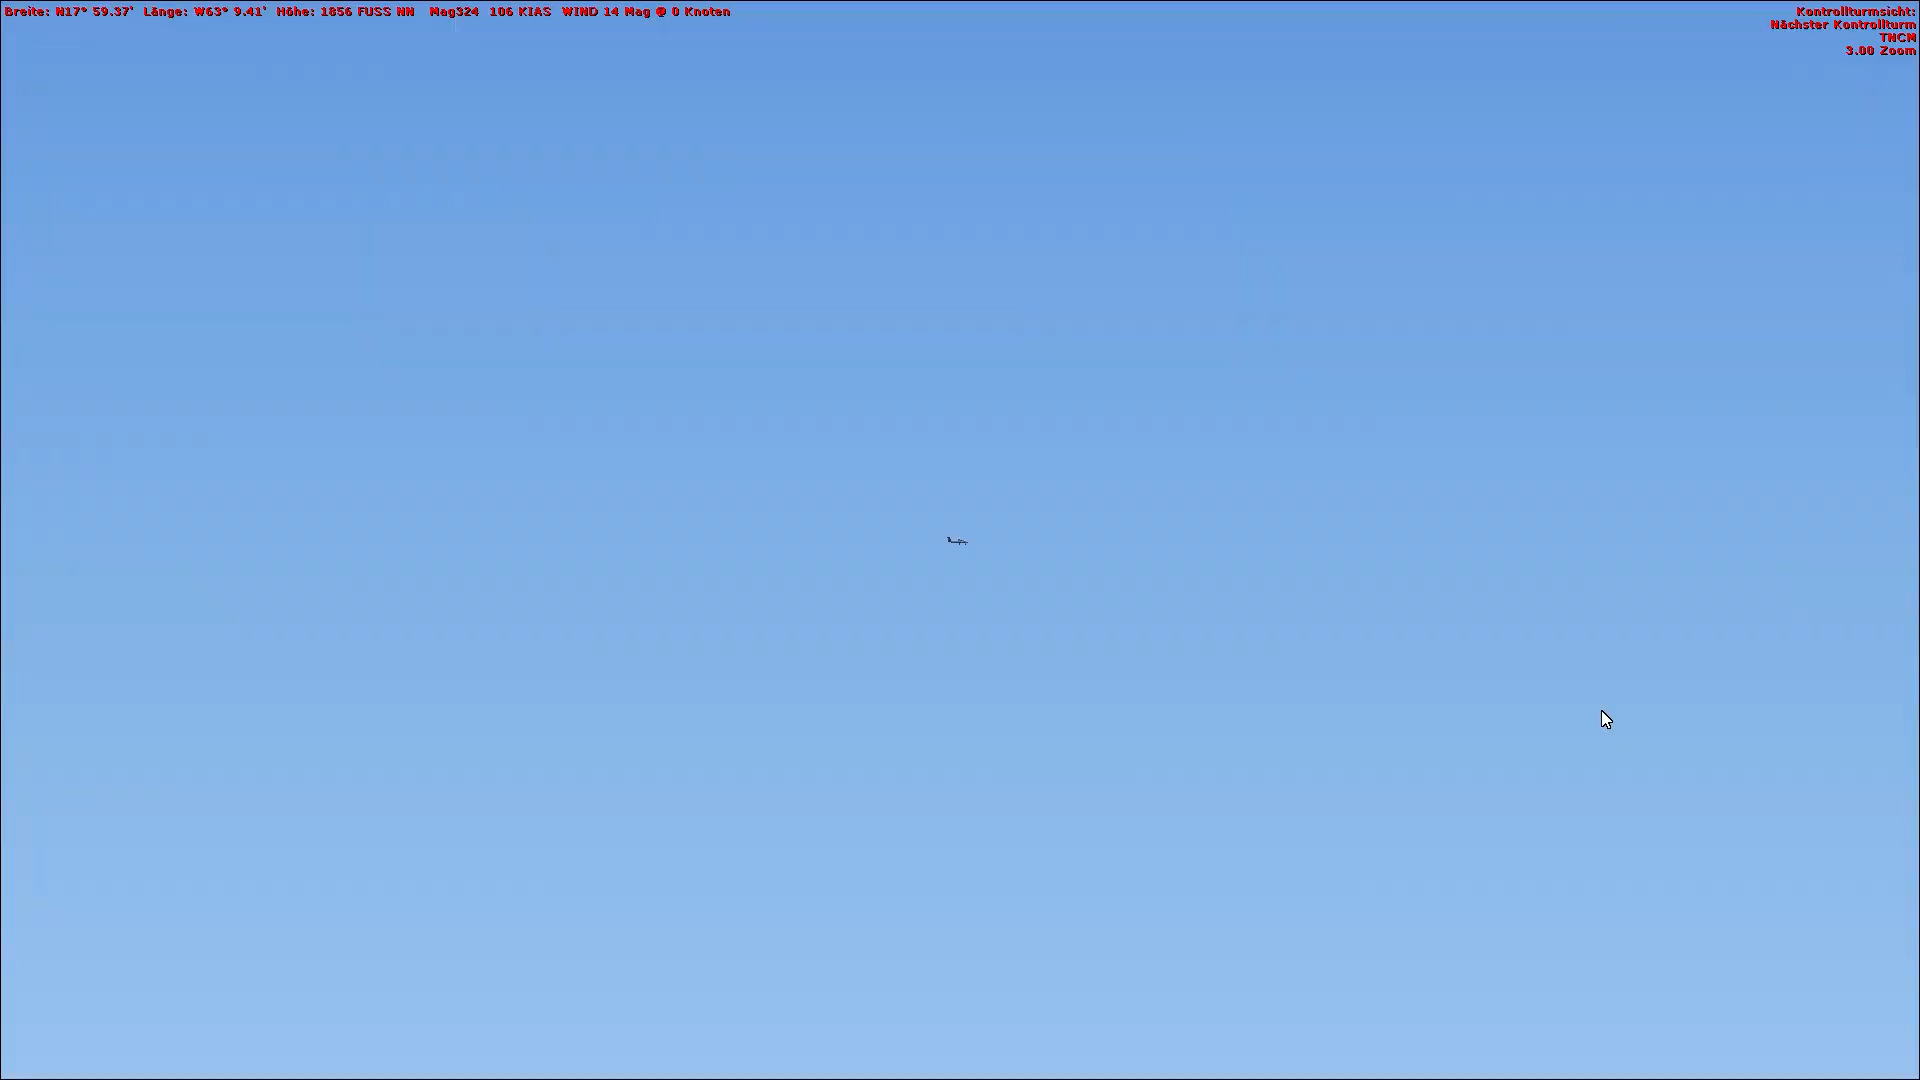 Breite: N17° 59.37' Länge: W63° 9.41' Höhe: 1856 FUSS NN Mag324 106 KIAS WIND 14 Mag @ 0 Knoten
Kontrollturmsicht:
Nächster Kontrollturm
TNCM
3.00 Zoom